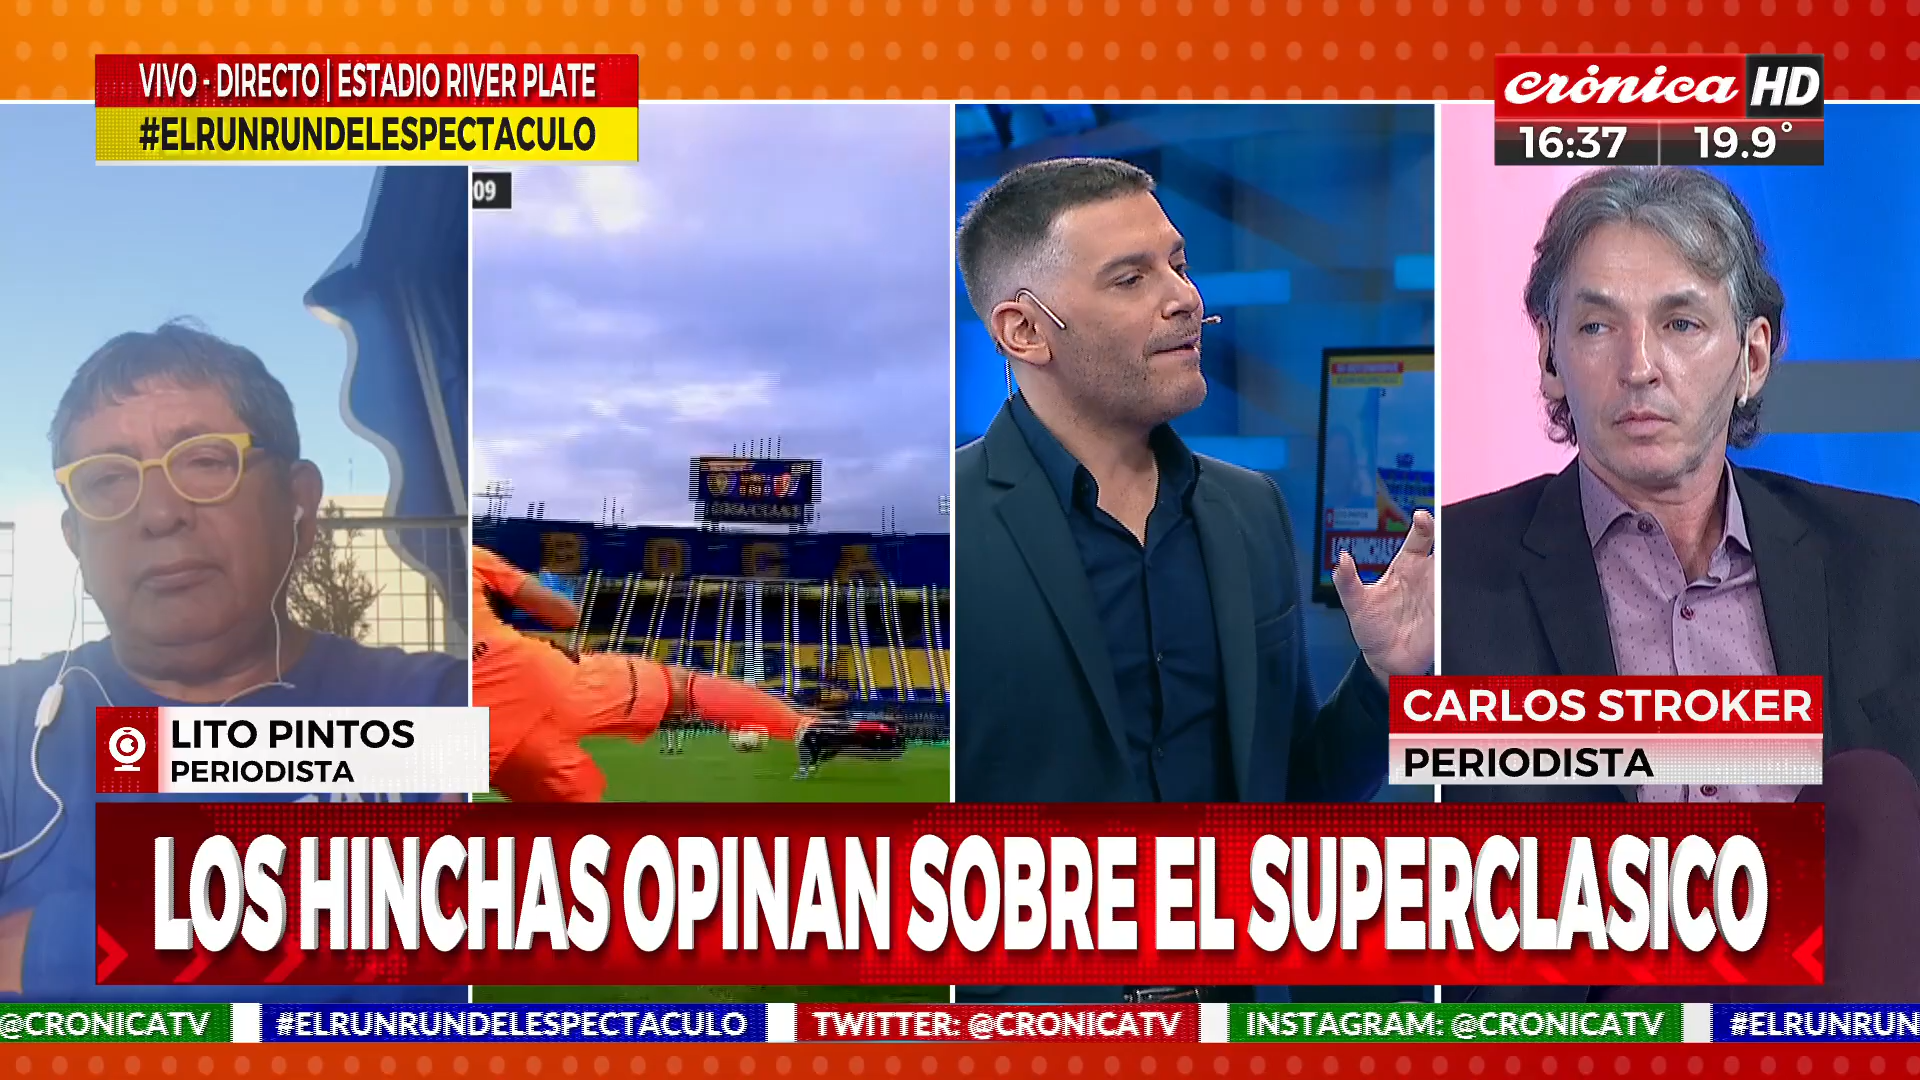 VIVO - DIRECTO | ESTADIO RIVER PLATE
#ELRUNRUNDELESPECTACULO
crónica HD
16:37 19.9°
09
BOCA
LITO PINTOS
PERIODISTA
CARLOS STROKER
PERIODISTA
LOS HINCHAS OPINAN SOBRE EL SUPERCLASICO
@CRONICATV #ELRUNRUNDELESPECTACULO TWITTER: @CRONICATV INSTAGRAM: @CRONICATV #ELRUNRUN